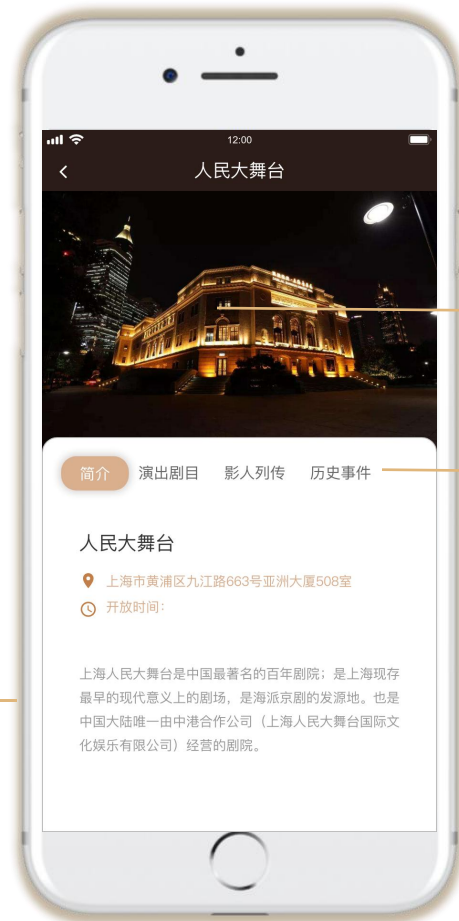 12:00
人民大舞台
简介 演出剧目 影人列传 历史事件
人民大舞台
上海市黄浦区九江路663号亚洲大厦508室
开放时间：
上海人民大舞台是中国最著名的百年剧院；是上海现存
最早的现代意义上的剧场，是海派京剧的发源地。也是
中国大陆唯一由中港合作公司（上海人民大舞台国际文
化娱乐有限公司）经营的剧院。